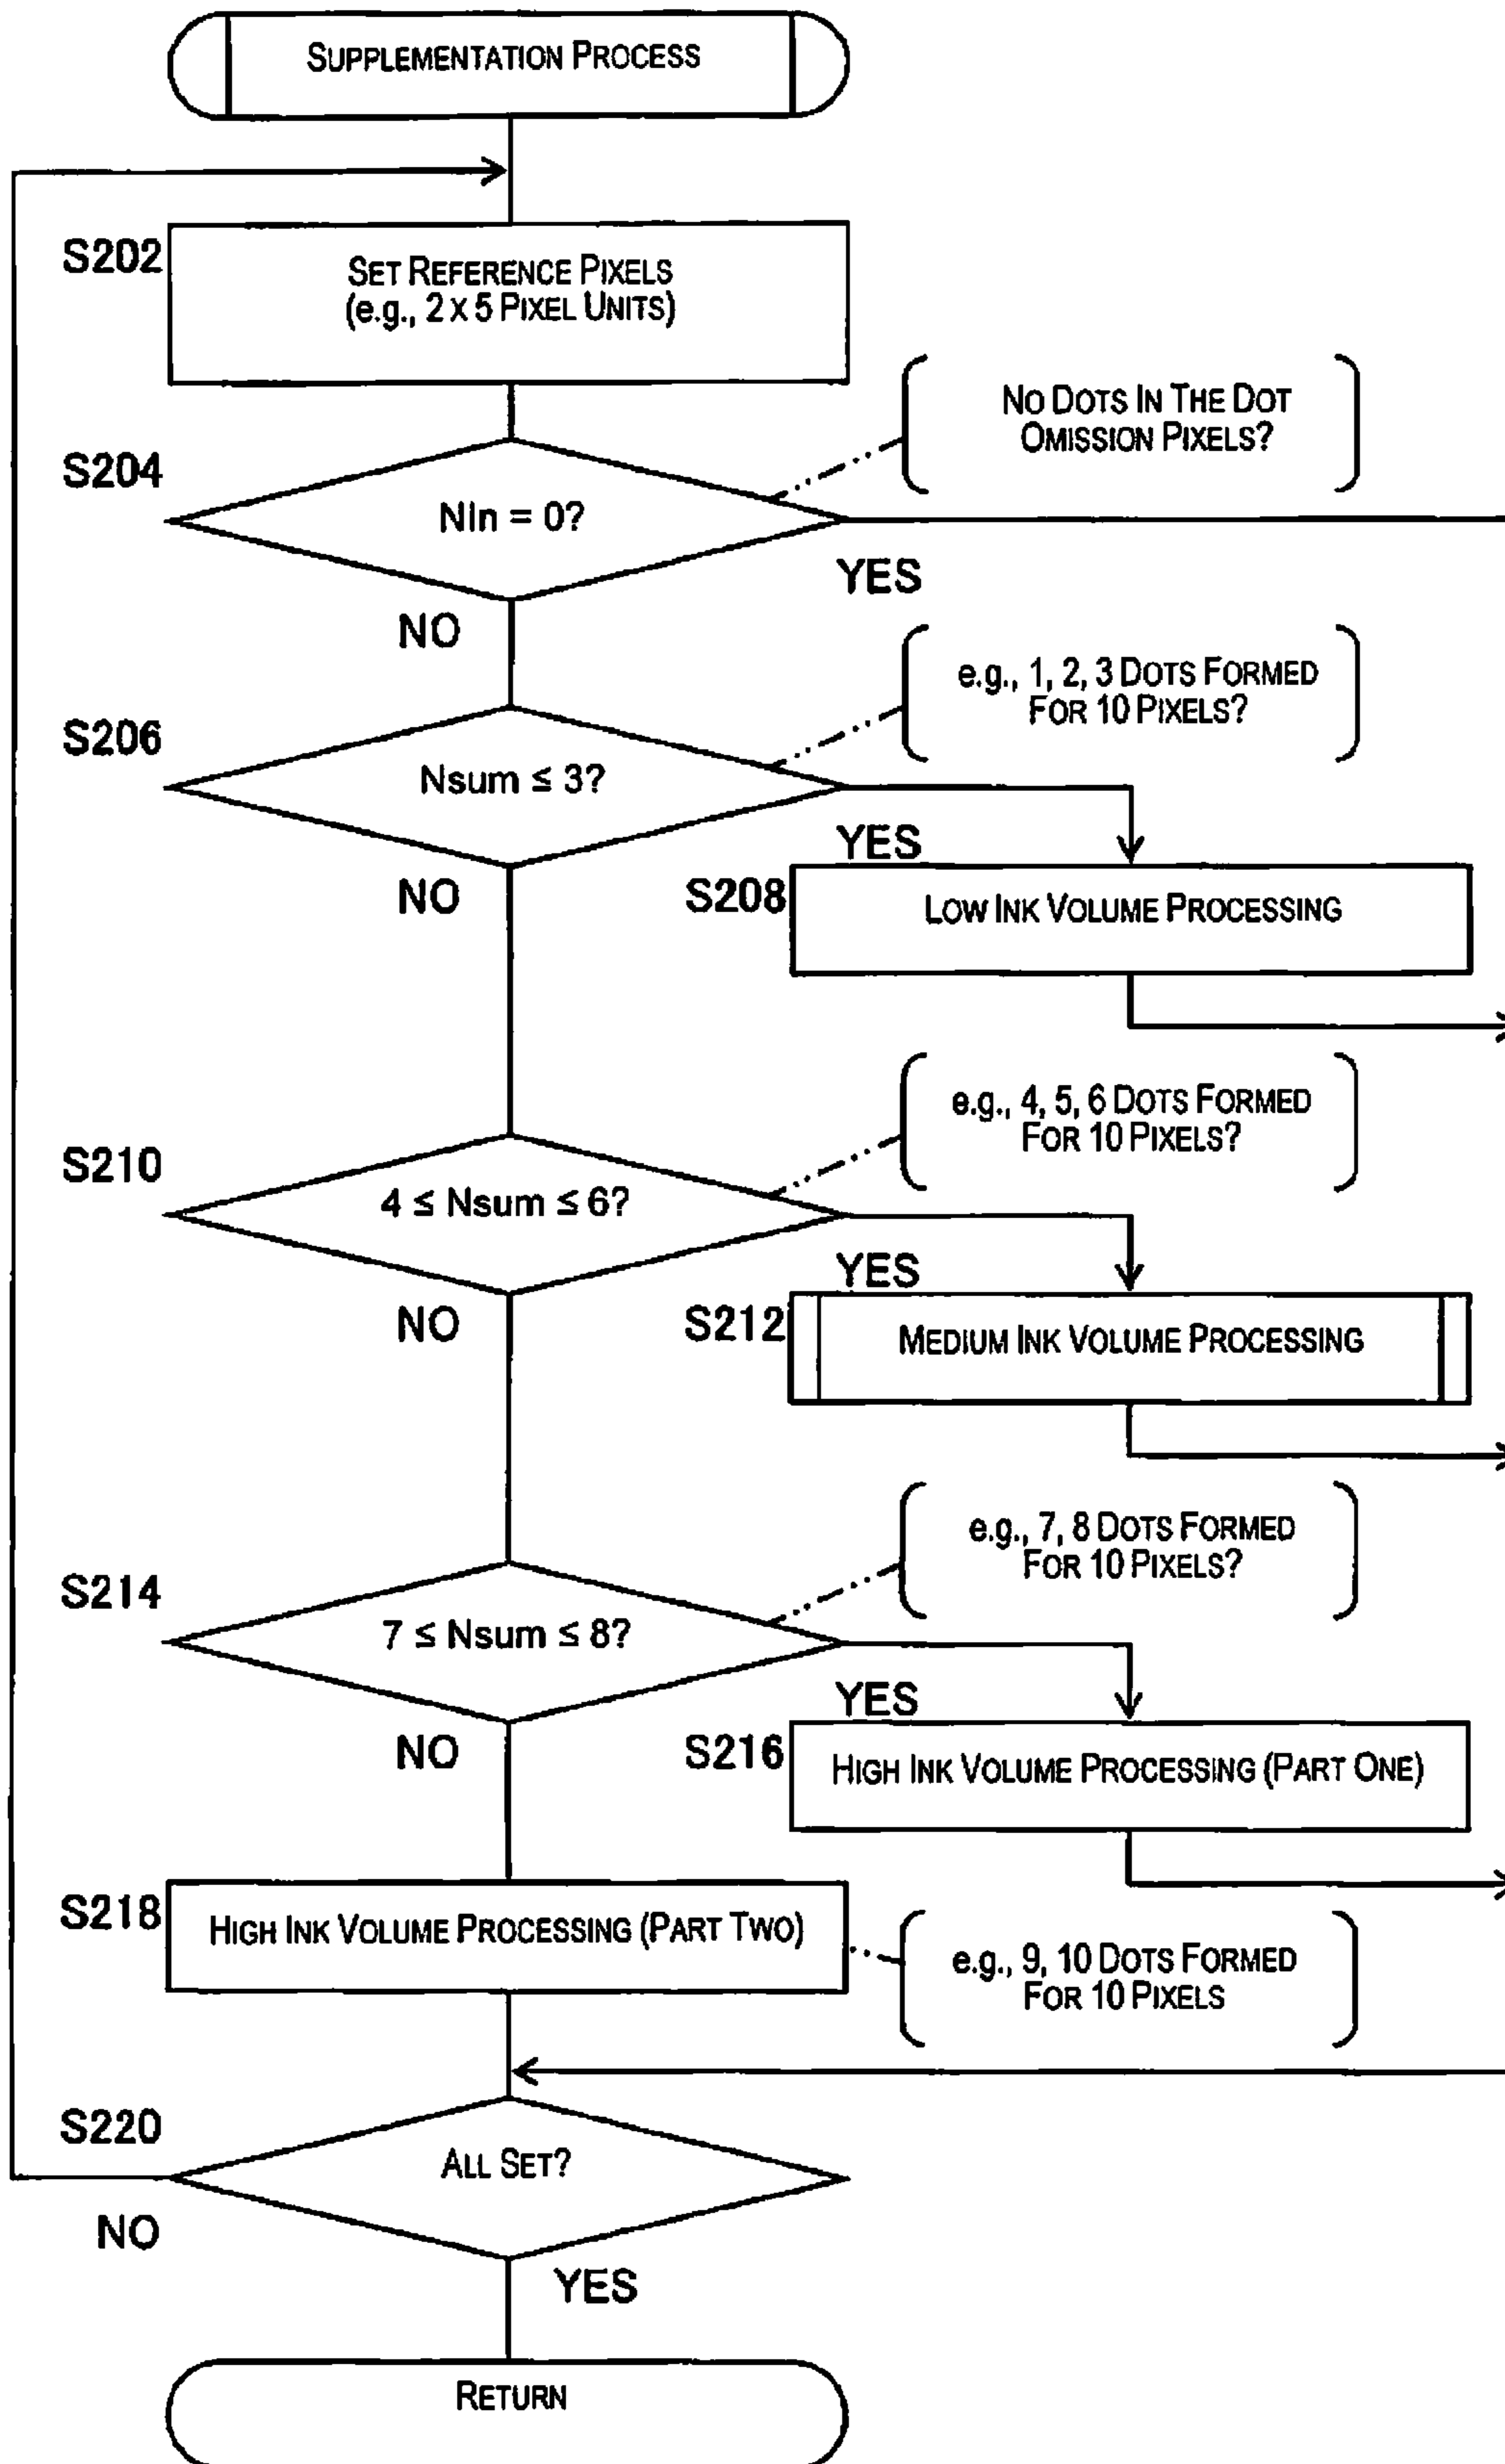 SUPPLEMENTATION PROCESS
S202
SET REFERENCE PIXELS
(e.g., 2 X 5 PIXEL UNITS)
NO DOTS IN THE DOT
OMISSION PIXELS?
S204
Nln = 0?
YES
NO
e.g., 1, 2, 3 DOTS FORMED
FOR 10 PIXELS?
S206
Nsum ≤ 3?
YES
NO
S208
LOW INK VOLUME PROCESSING
e.g., 4, 5, 6 DOTS FORMED
FOR 10 PIXELS?
S210
4 ≤ Nsum ≤ 6?
YES
NO
S212
MEDIUM INK VOLUME PROCESSING
e.g., 7, 8 DOTS FORMED
FOR 10 PIXELS?
S214
7 ≤ Nsum ≤ 8?
YES
NO
S216
HIGH INK VOLUME PROCESSING (PART ONE)
S218
HIGH INK VOLUME PROCESSING (PART TWO)
e.g., 9, 10 DOTS FORMED
FOR 10 PIXELS
S220
ALL SET?
NO
YES
RETURN